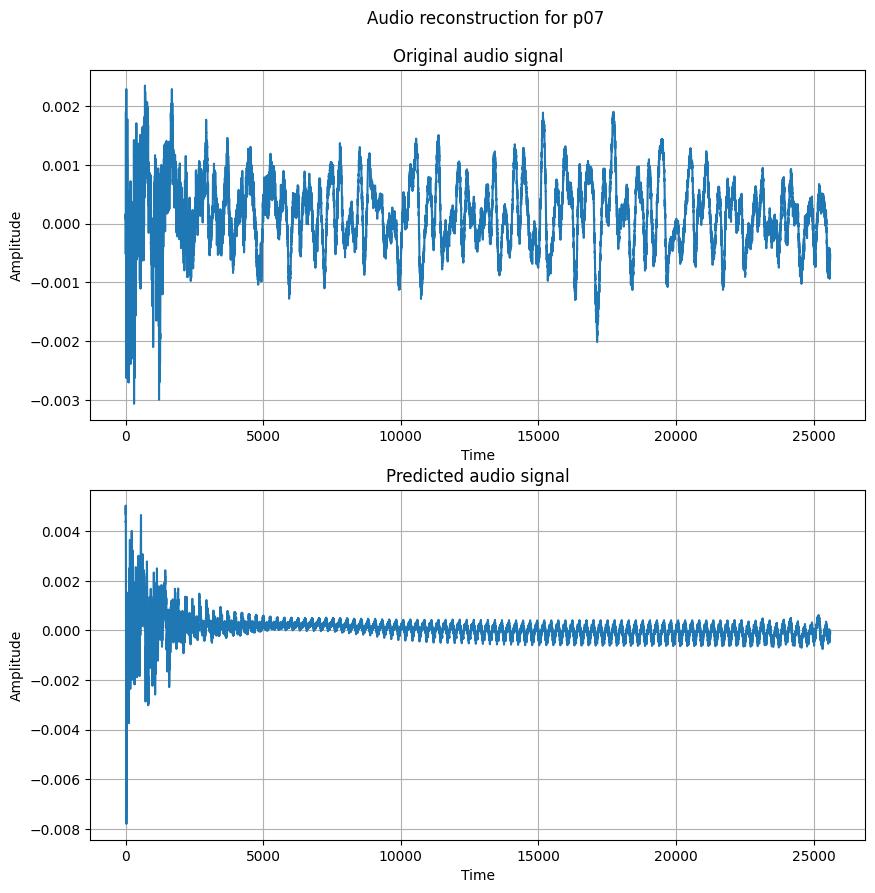 Audio reconstruction for p07
Original audio signal
0.002
0.001
0.000
−0.001
−0.002
−0.003
Amplitude
0 5000 10000 15000 20000 25000
Time
Predicted audio signal
0.004
0.002
0.000
−0.002
−0.004
−0.006
−0.008
Amplitude
0 5000 10000 15000 20000 25000
Time